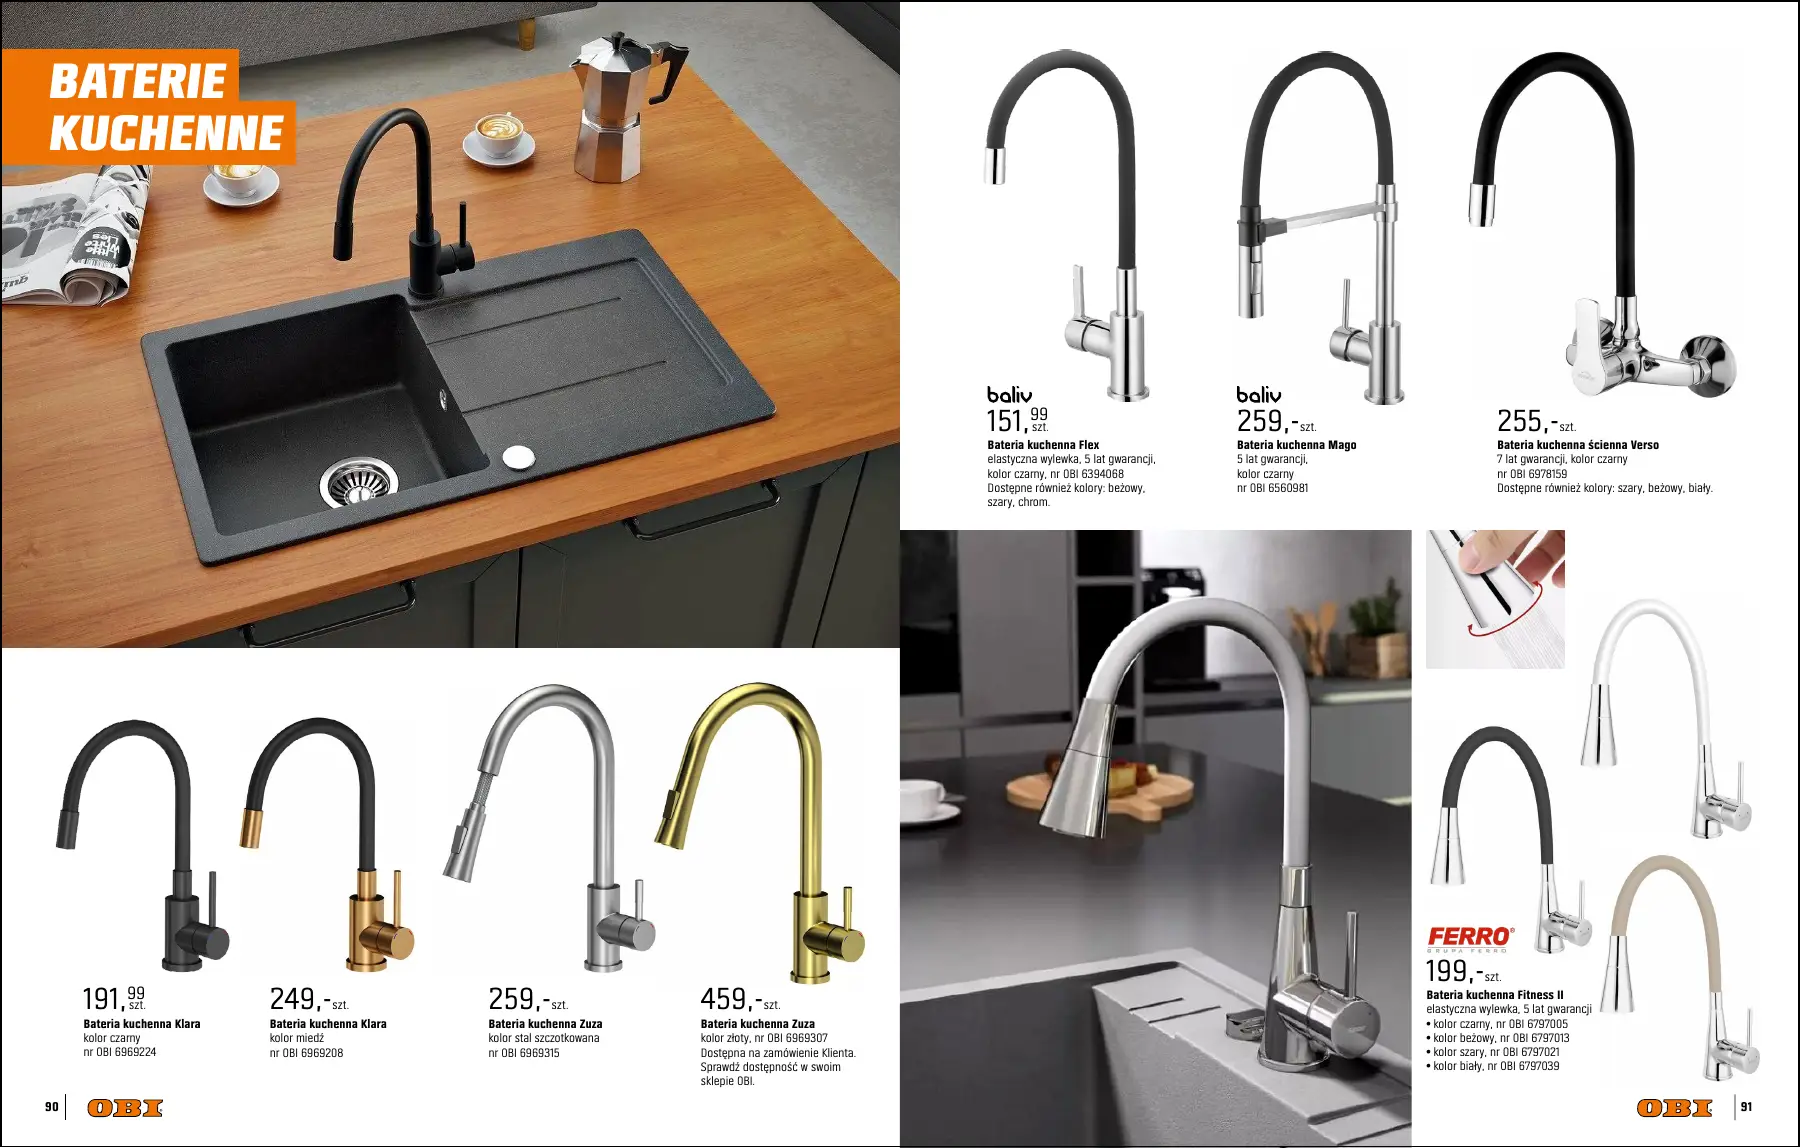 BATERIE
KUCHENNE
191,99 szt.
Bateria kuchenna Klara
kolor czarny
nr OBI 6969224
249,- szt.
Bateria kuchenna Klara
kolor miedź
nr OBI 6969208
259,- szt.
Bateria kuchenna Zuza
kolor stal szczotkowana
nr OBI 6969315
459,- szt.
Bateria kuchenna Zuza
kolor złoty, nr OBI 6969307
Dostępna na zamówienie Klienta.
Sprawdź dostępność w swoim
sklepie OBI.
90
OBI
baliv
151,99 szt.
Bateria kuchenna Flex
elastyczna wylewka, 5 lat gwarancji,
kolor czarny, nr OBI 6394068
Dostępne również kolory: beżowy,
szary, chrom.
baliv
259,- szt.
Bateria kuchenna Mago
5 lat gwarancji,
kolor czarny
nr OBI 6560981
255,- szt.
Bateria kuchenna ścienna Verso
7 lat gwarancji, kolor czarny
nr OBI 6978159
Dostępne również kolory: szary, beżowy, biały.
FERRO®
GRUPA FERRO
199,- szt.
Bateria kuchenna Fitness II
elastyczna wylewka, 5 lat gwarancji
• kolor czarny, nr OBI 6797005
• kolor beżowy, nr OBI 6797013
• kolor szary, nr OBI 6797021
• kolor biały, nr OBI 6797039
OBI
91